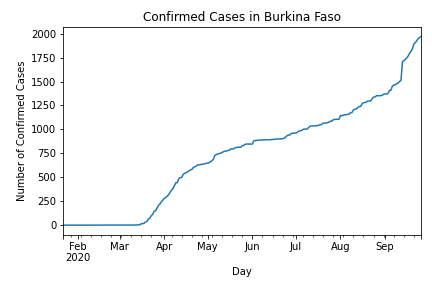 Confirmed Cases in Burkina Faso
Number of Confirmed Cases
2000
1750
1500
1250
1000
750
500
250
0
Feb Mar Apr May Jun Jul Aug Sep
2020
Day